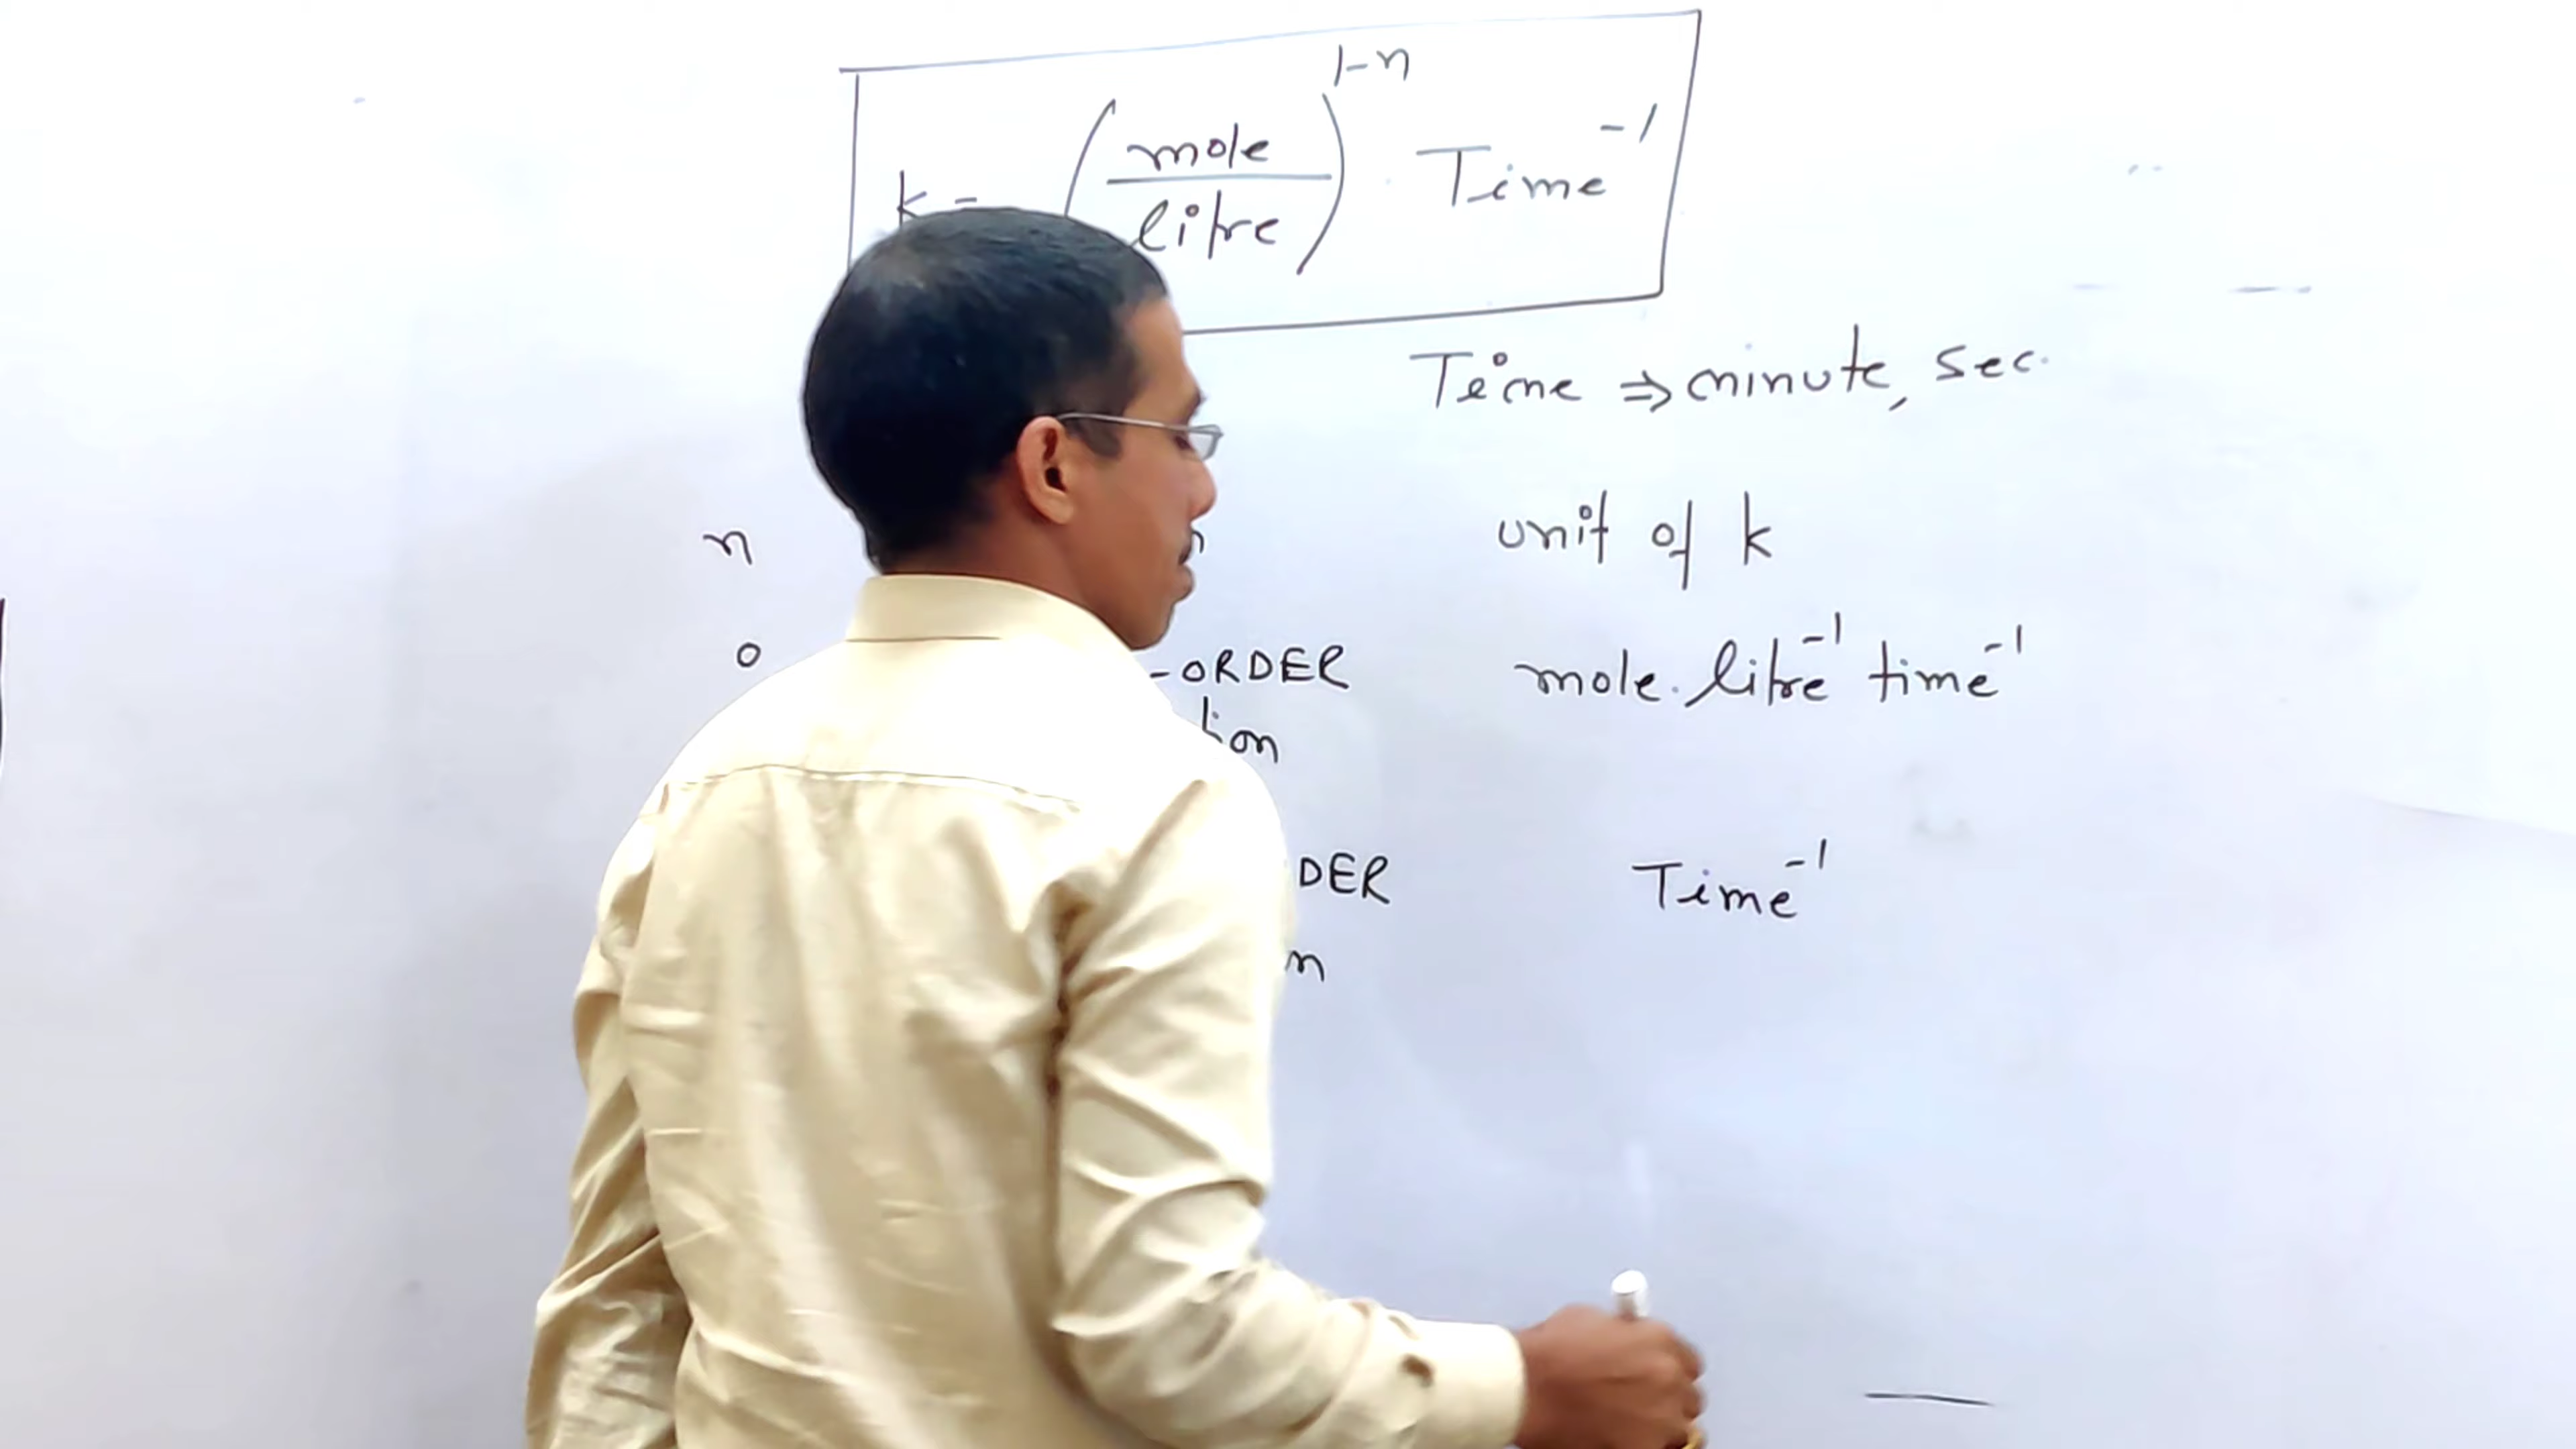 k = (mole/litre)^1-n Time^-1
Time ⇒ minute, sec.
n unit of k
0 -ORDER mole. litre^-1 time^-1
tion
DER Time^-1
n